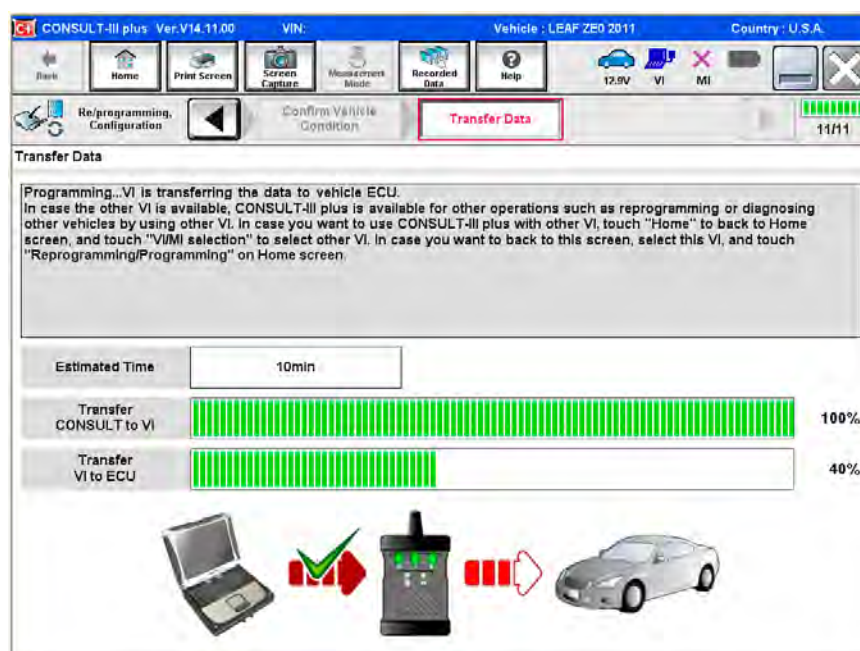 C+ CONSULT-III plus Ver.V14.11.00 VIN: Vehicle : LEAF ZE0 2011 Country : U.S.A.
Back Home Print Screen Screen Capture Measurement Mode Recorded Data Help 12.9V VI MI
Re/programming, Configuration Confirm Vehicle Condition Transfer Data 11/11
Transfer Data
Programming...VI is transferring the data to vehicle ECU.
In case the other VI is available, CONSULT-III plus is available for other operations such as reprogramming or diagnosing
other vehicles by using other VI. In case you want to use CONSULT-III plus with other VI, touch "Home" to back to Home
screen, and touch "VI/MI selection" to select other VI. In case you want to back to this screen, select this VI, and touch
"Reprogramming/Programming" on Home screen.
Estimated Time 10min
Transfer
CONSULT to VI 100%
Transfer
VI to ECU 40%